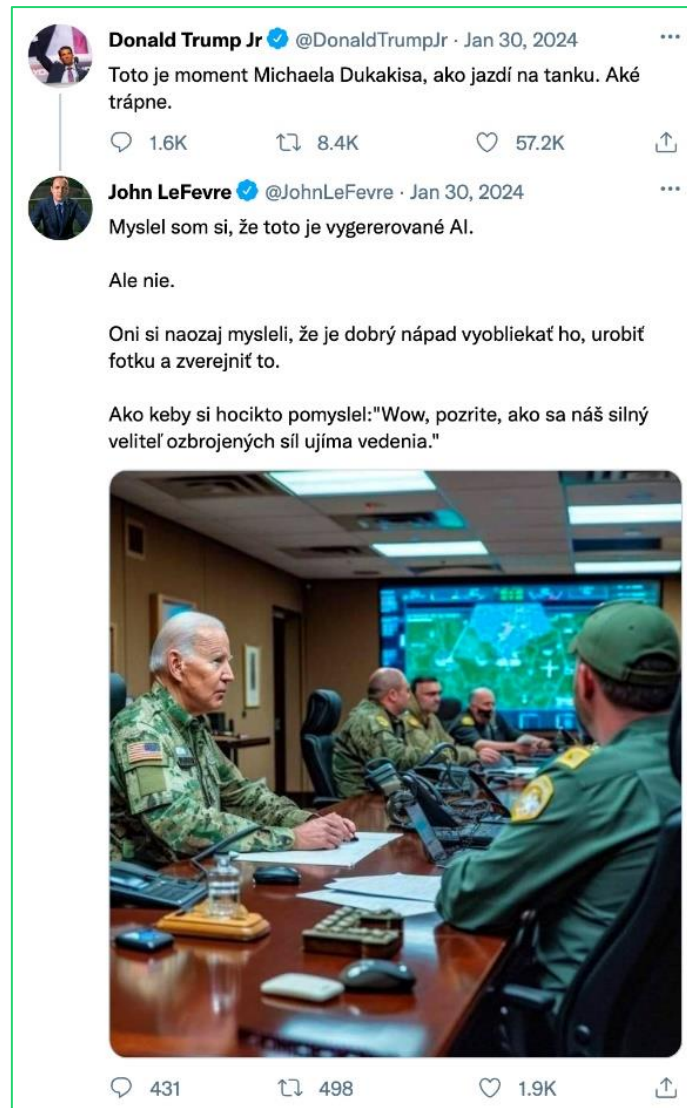 Donald Trump Jr @DonaldTrumpJr · Jan 30, 2024
Toto je moment Michaela Dukakisa, ako jazdí na tanku. Aké
trápne.
1.6K 8.4K 57.2K
John LeFevre @JohnLeFevre · Jan 30, 2024
Myslel som si, že toto je vygererované AI.
Ale nie.
Oni si naozaj mysleli, že je dobrý nápad vyobliekať ho, urobiť
fotku a zverejniť to.
Ako keby si hocikto pomyslel:"Wow, pozrite, ako sa náš silný
veliteľ ozbrojených síl ujíma vedenia."
431 498 1.9K